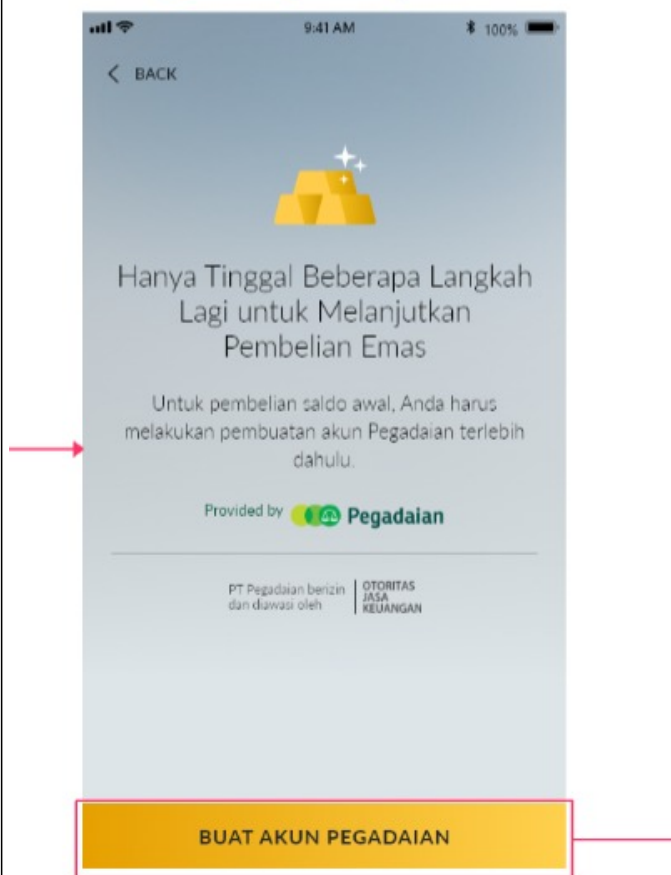 9:41 AM
100%
BACK
Hanya Tinggal Beberapa Langkah
Lagi untuk Melanjutkan
Pembelian Emas
Untuk pembelian saldo awal, Anda harus
melakukan pembuatan akun Pegadaian terlebih
dahulu.
Provided by Pegadaian
PT Pegadaian berizin
dan diawasi oleh
OTORITAS
JASA
KEUANGAN
BUAT AKUN PEGADAIAN